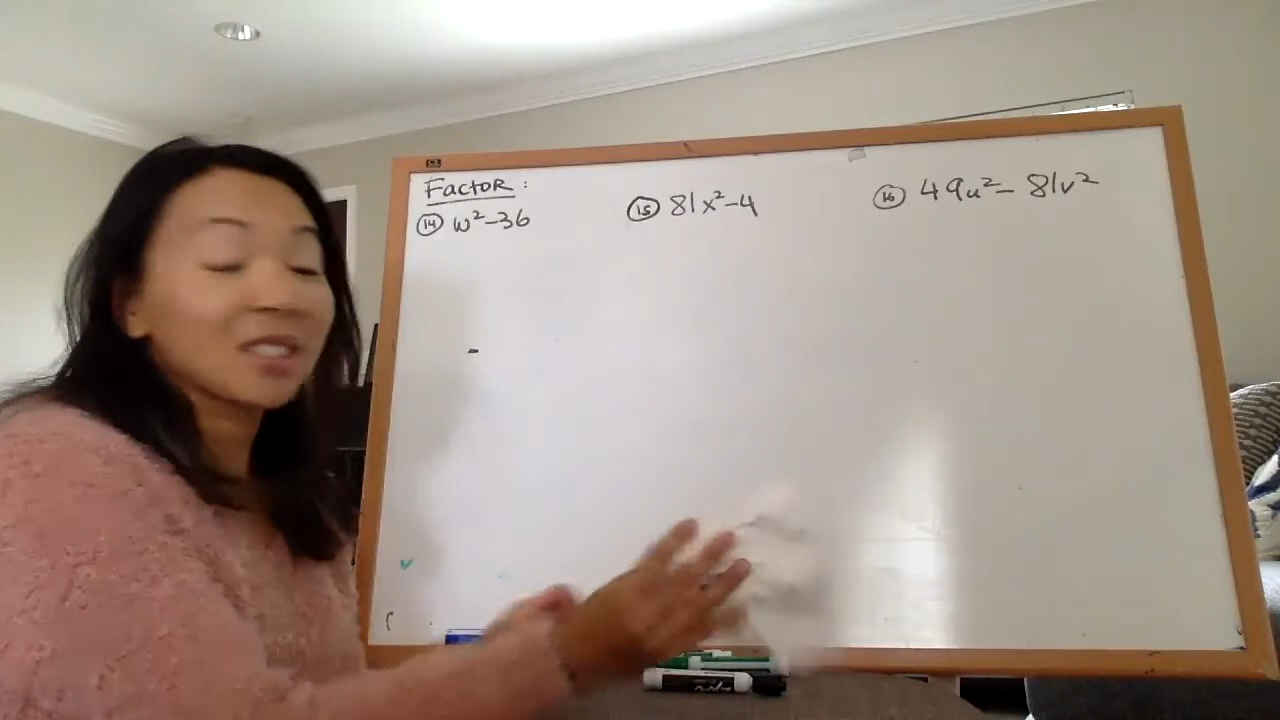 Factor:
⑭ w²-36
⑮ 81x²-4
⑯ 49u²- 81v²